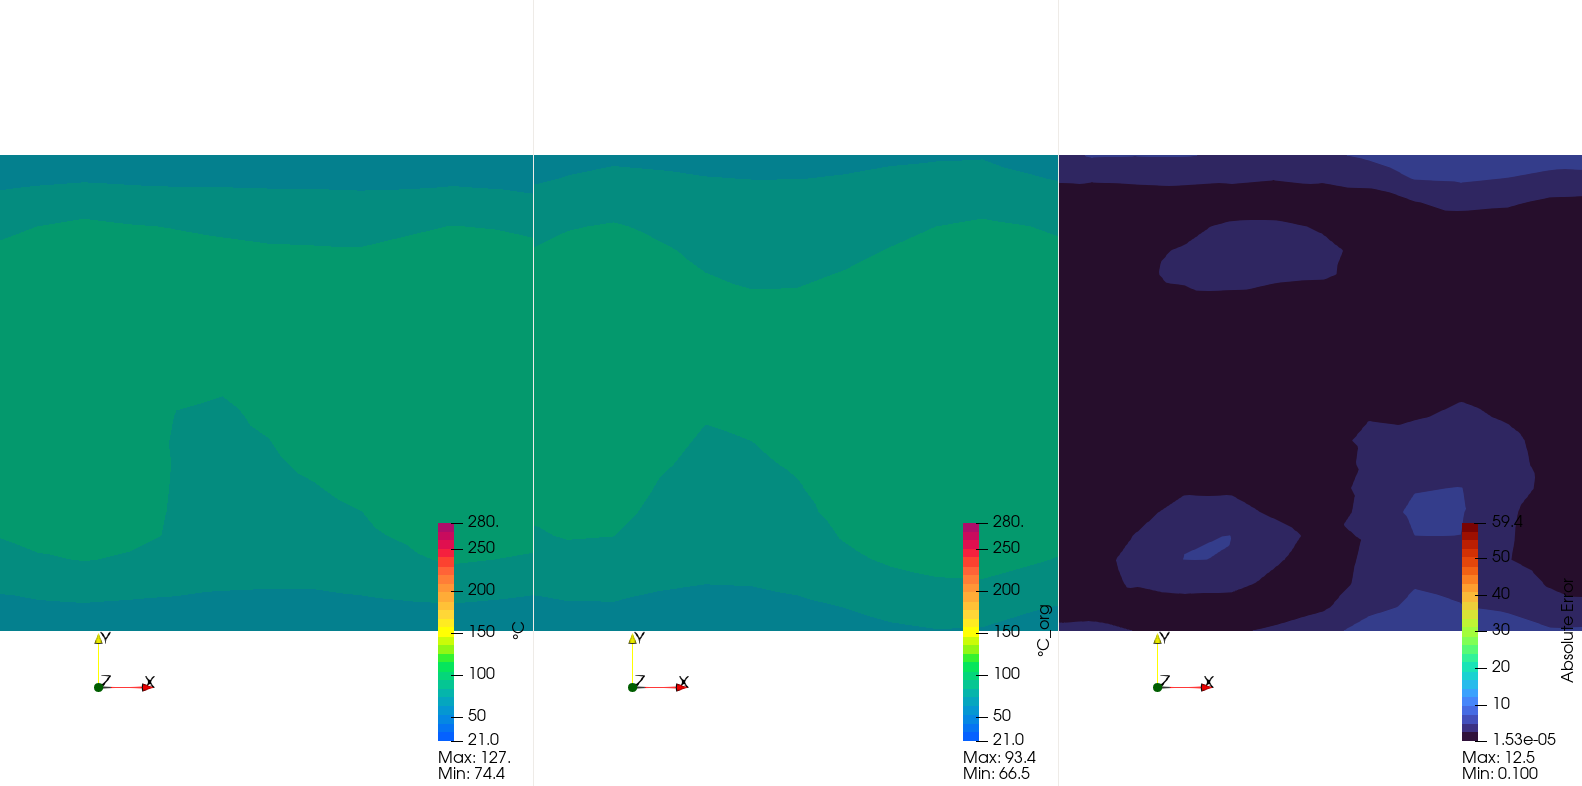 280.
250
200
150
100
50
21.0
°C
Max: 127.
Min: 74.4
Y
Z
X
280.
250
200
150
100
50
21.0
°C_org
Max: 93.4
Min: 66.5
Y
Z
X
59.4
50
40
30
20
10
1.53e-05
Absolute Error
Max: 12.5
Min: 0.100
Y
Z
X